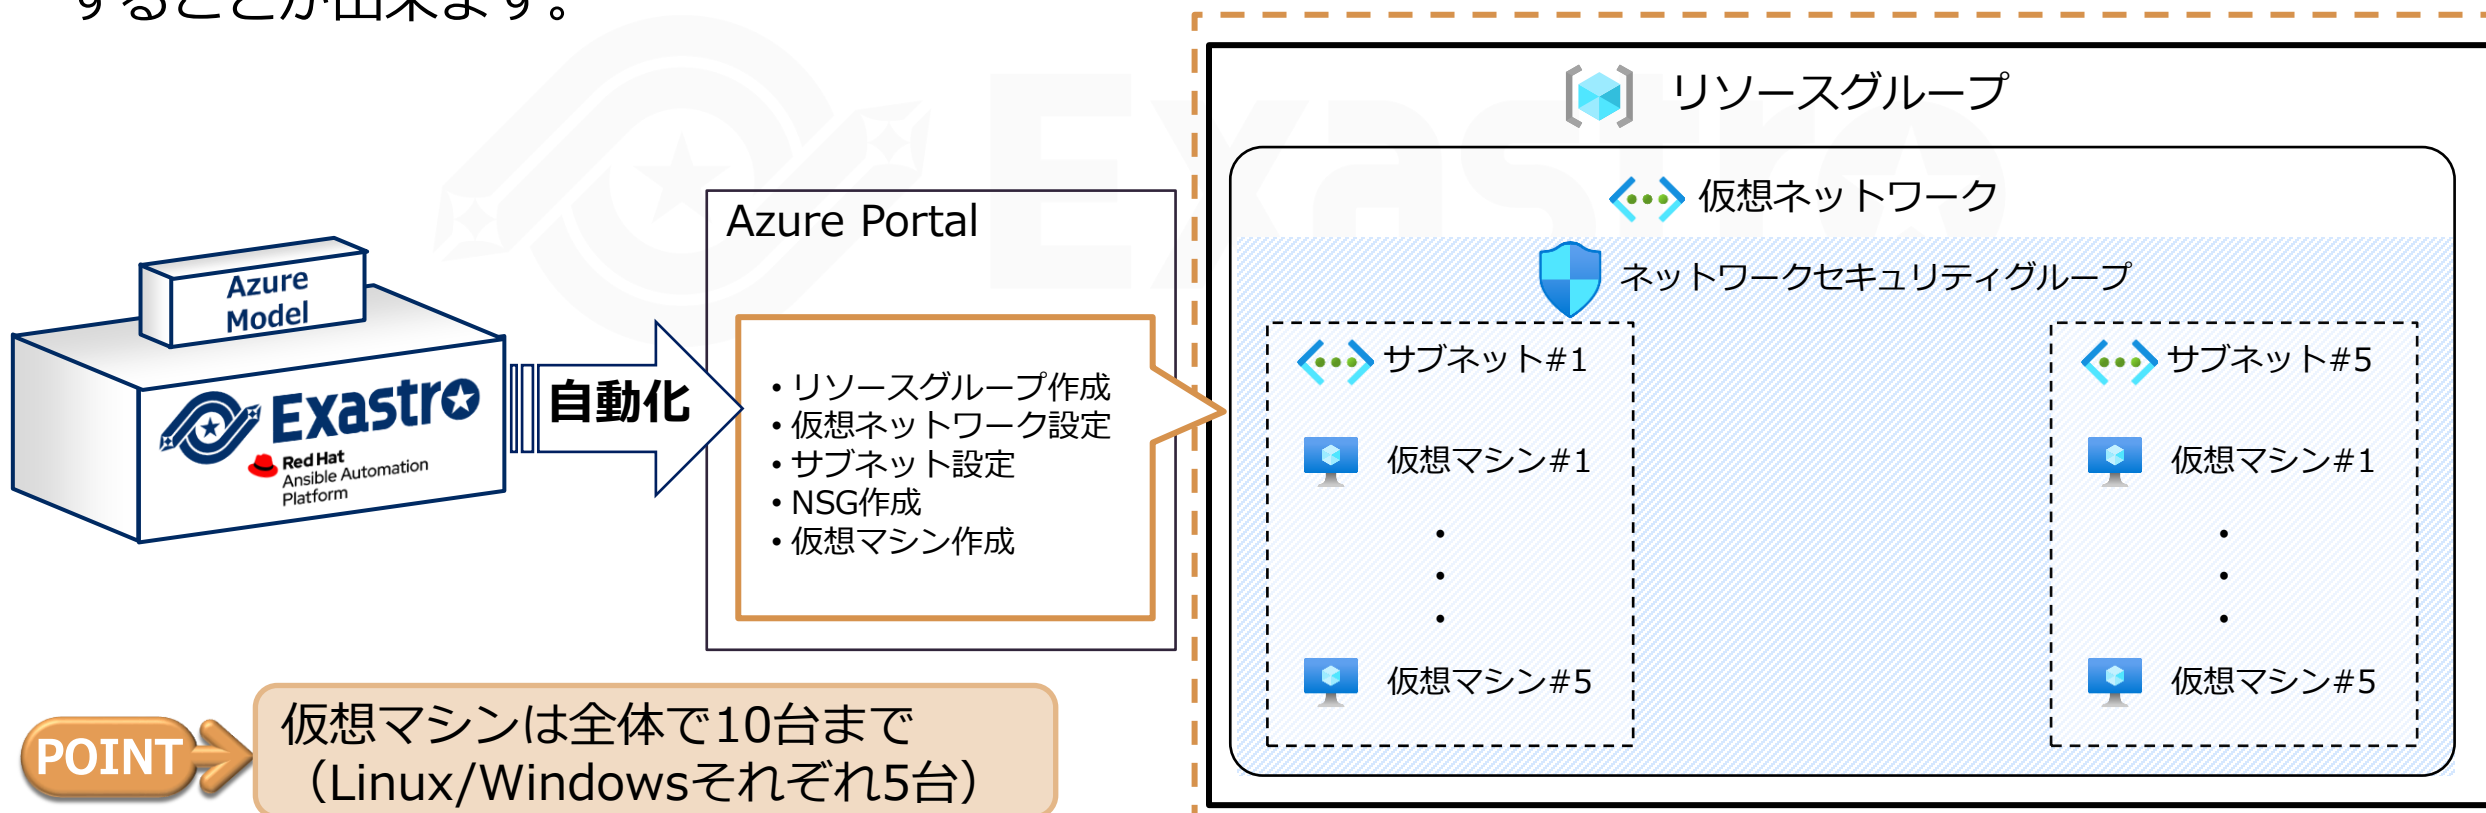 することが出来ます。
リソースグループ
仮想ネットワーク
Azure Portal
ネットワークセキュリティグループ
Azure
Model
サブネット#1
サブネット#5
自動化
・リソースグループ作成
・仮想ネットワーク設定
・サブネット設定
・NSG作成
・仮想マシン作成
Exastro
Red Hat
Ansible Automation
Platform
仮想マシン#1
仮想マシン#1
・
・
・
・
・
・
仮想マシン#5
仮想マシン#5
POINT
仮想マシンは全体で10台まで
（Linux/Windowsそれぞれ5台）
Exastro